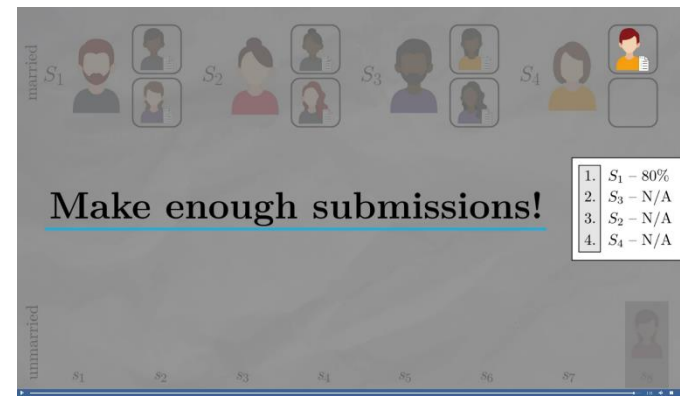 married
S1
S2
S3
S4
Make enough submissions!
1. S1 – 80%
2. S3 – N/A
3. S2 – N/A
4. S4 – N/A
unmarried
s1
s2
s3
s4
s5
s6
s7
s8